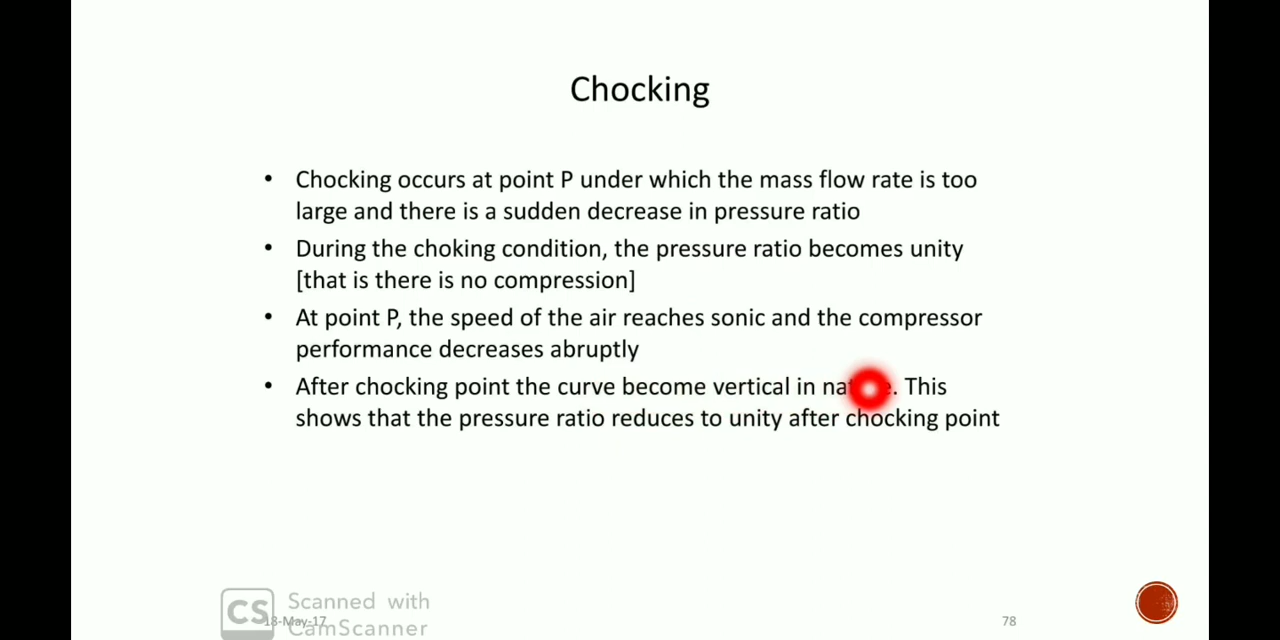 Chocking
• Chocking occurs at point P under which the mass flow rate is too
large and there is a sudden decrease in pressure ratio
• During the choking condition, the pressure ratio becomes unity
[that is there is no compression]
• At point P, the speed of the air reaches sonic and the compressor
performance decreases abruptly
• After chocking point the curve become vertical in This
shows that the pressure ratio reduces to unity after chocking point
CS Scanned with
CamScanner
18-May-17
78